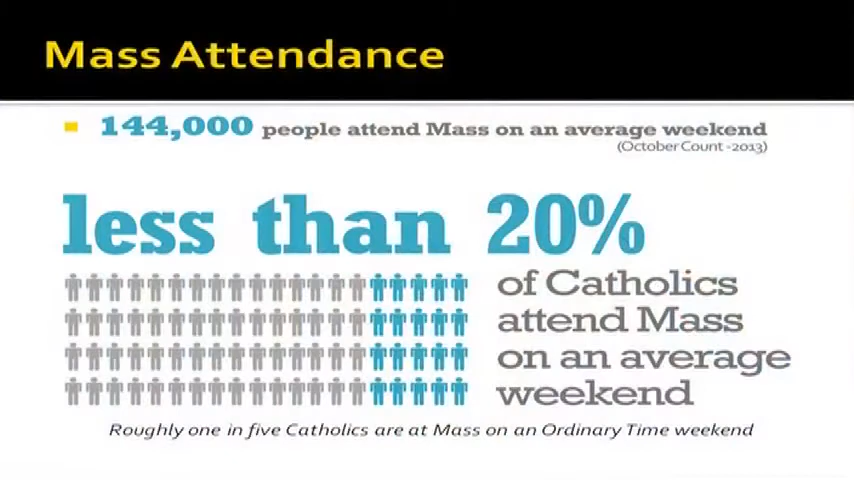 Mass Attendance
144,000 people attend Mass on an average weekend
(October Count -2013)
less than 20%
of Catholics
attend Mass
on an average
weekend
Roughly one in five Catholics are at Mass on an Ordinary Time weekend